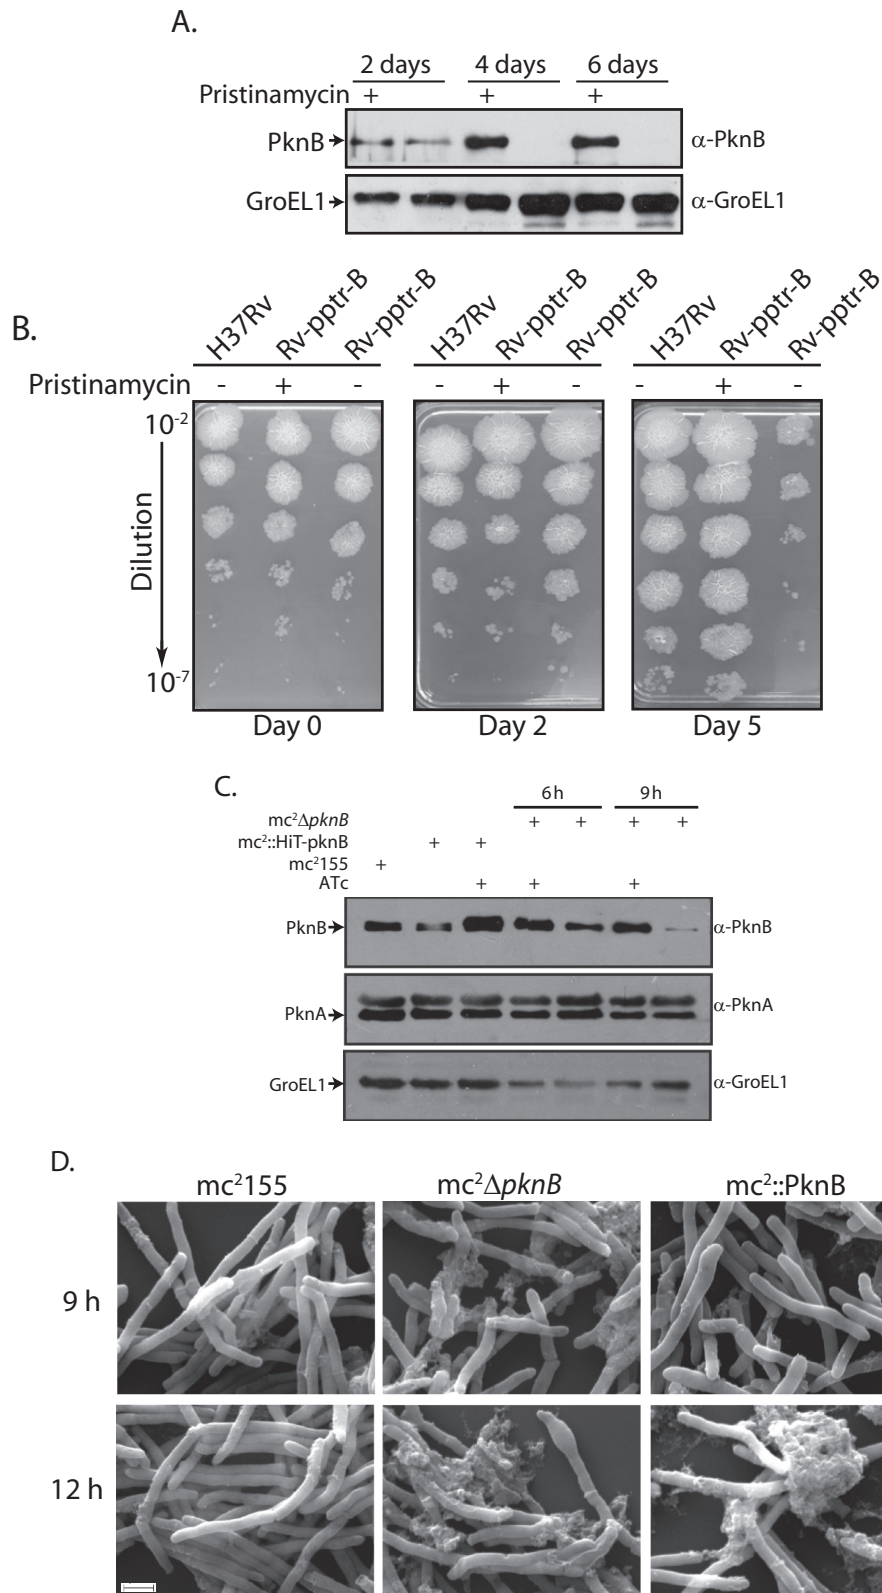 A.
2 days 4 days 6 days
Pristinamycin + + +
PknB α-PknB
GroEL1 α-GroEL1
B.
H37Rv Rv-pptr-B Rv-pptr-B H37Rv Rv-pptr-B Rv-pptr-B H37Rv Rv-pptr-B Rv-pptr-B
Pristinamycin - + - - + - - + -
10⁻²
Dilution
10⁻⁷
Day 0 Day 2 Day 5
C.
6h 9h
mc²ΔpknB + + + +
mc²::HiT-pknB + +
mc²155 +
ATc + + +
PknB α-PknB
PknA α-PknA
GroEL1 α-GroEL1
D.
mc²155 mc²ΔpknB mc²::PknB
9 h
12 h